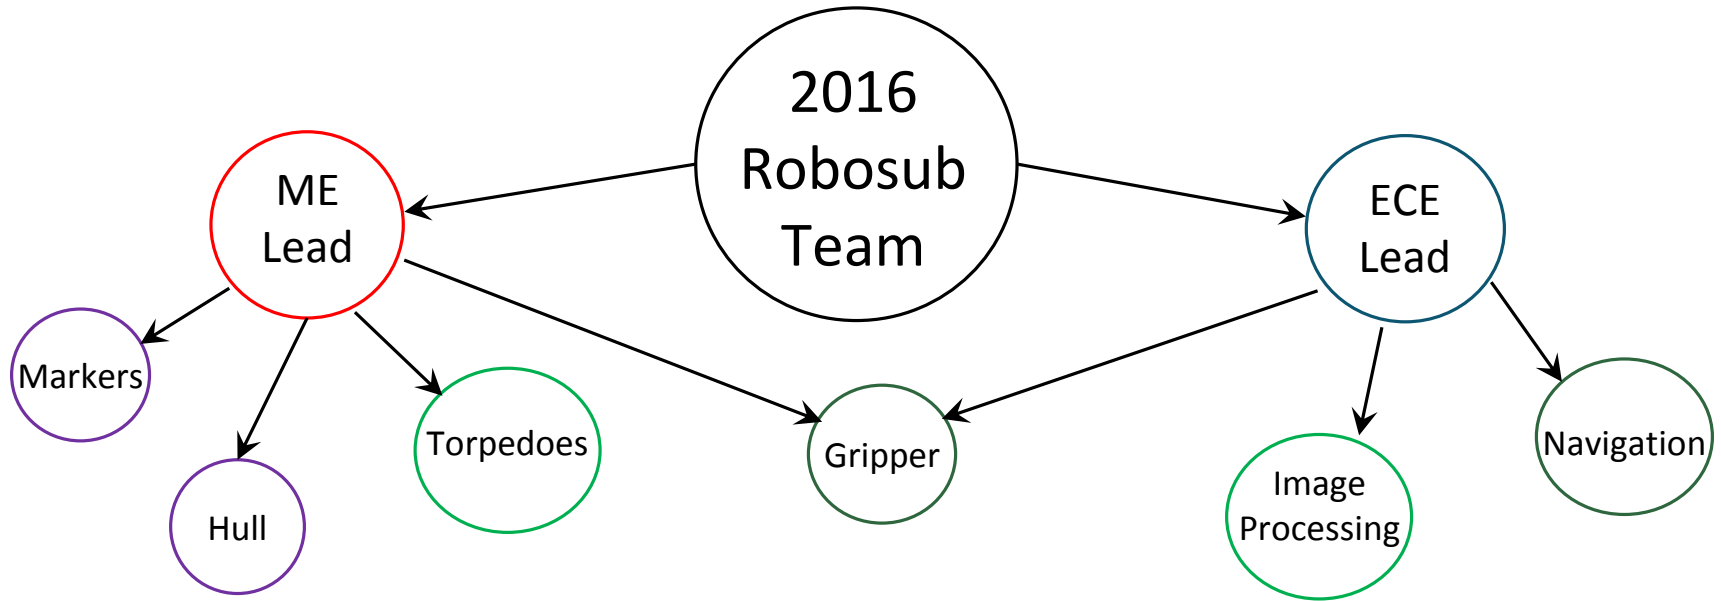 2016
Robosub
Team
ME
Lead
ECE
Lead
Markers
Hull
Torpedoes
Gripper
Image
Processing
Navigation